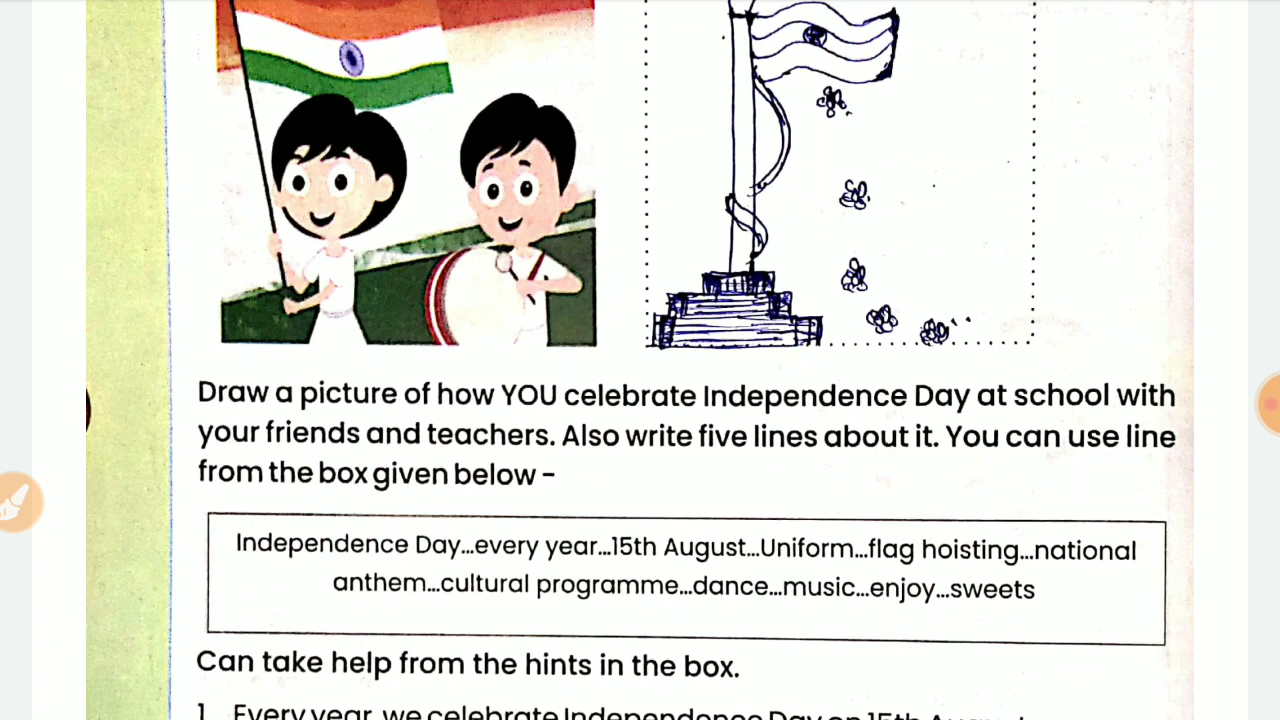 Draw a picture of how YOU celebrate Independence Day at school with
your friends and teachers. Also write five lines about it. You can use line
from the box given below -
Independence Day...every year...15th August...Uniform...flag hoisting...national
anthem...cultural programme...dance...music...enjoy...sweets
Can take help from the hints in the box.
1 Every year, we celebrate Independence Day on 15th August